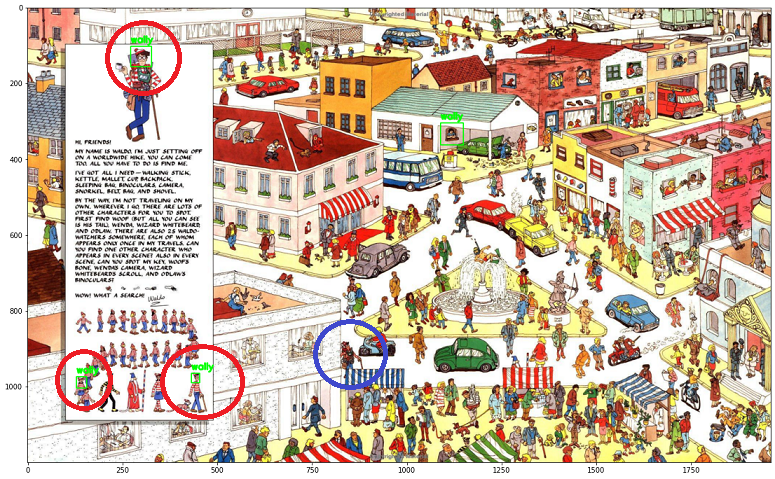 0
200
400
600
800
1000
0
250
500
750
1000
1250
1500
1750
wally
wally
wally
wally
HI, FRIENDS!
MY NAME IS WALDO. I'M JUST SETTING OFF
ON A WORLDWIDE HIKE. YOU CAN COME
TOO. ALL YOU HAVE TO DO IS FIND ME.
I'VE GOT ALL I NEED—WALKING STICK,
KETTLE, MALLET, CUP, BACKPACK,
SLEEPING BAG, BINOCULARS, CAMERA,
SNORKEL, BELT, BAG, AND SHOVEL.
BY THE WAY, I'M NOT TRAVELING ON MY
OWN. WHEREVER I GO, THERE ARE LOTS OF
OTHER CHARACTERS FOR YOU TO SPOT.
FIRST FIND WOOF (BUT ALL YOU CAN SEE
IS HIS TAIL), WENDA, WIZARD WHITEBEARD,
AND ODLAW. THERE ARE ALSO 25 WALDO-
WATCHERS SOMEWHERE, EACH OF WHOM
APPEARS ONLY ONCE IN MY TRAVELS. CAN
YOU FIND ONE OTHER CHARACTER WHO
APPEARS IN EVERY SCENE? ALSO IN EVERY
SCENE, CAN YOU SPOT MY KEY, WOOF'S
BONE, WENDA'S CAMERA, WIZARD
WHITEBEARD'S SCROLL, AND ODLAW'S
BINOCULARS?
WOW! WHAT A SEARCH!
Waldo